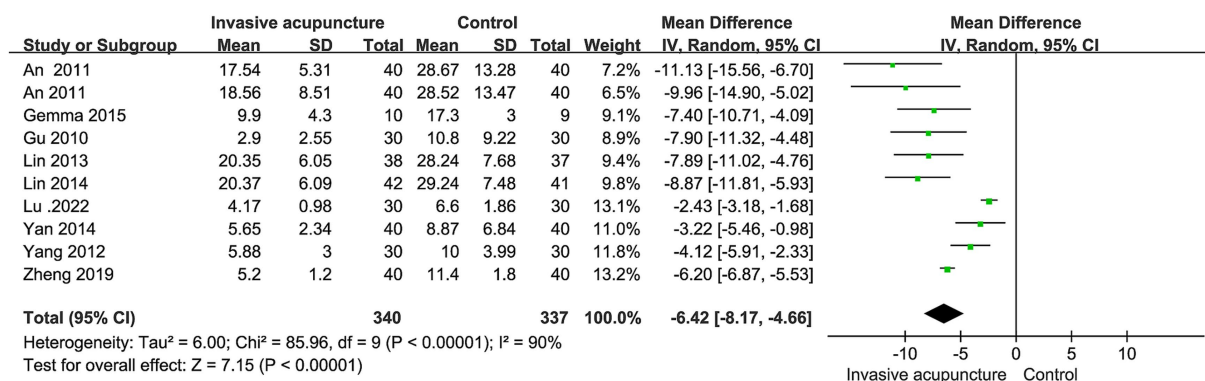 Invasive acupuncture Control Mean Difference Mean Difference
Study or Subgroup Mean SD Total Mean SD Total Weight IV, Random, 95% CI IV, Random, 95% CI
An 2011 17.54 5.31 40 28.67 13.28 40 7.2% -11.13 [-15.56, -6.70]
An 2011 18.56 8.51 40 28.52 13.47 40 6.5% -9.96 [-14.90, -5.02]
Gemma 2015 9.9 4.3 10 17.3 3 9 9.1% -7.40 [-10.71, -4.09]
Gu 2010 2.9 2.55 30 10.8 9.22 30 8.9% -7.90 [-11.32, -4.48]
Lin 2013 20.35 6.05 38 28.24 7.68 37 9.4% -7.89 [-11.02, -4.76]
Lin 2014 20.37 6.09 42 29.24 7.48 41 9.8% -8.87 [-11.81, -5.93]
Lu .2022 4.17 0.98 30 6.6 1.86 30 13.1% -2.43 [-3.18, -1.68]
Yan 2014 5.65 2.34 40 8.87 6.84 40 11.0% -3.22 [-5.46, -0.98]
Yang 2012 5.88 3 30 10 3.99 30 11.8% -4.12 [-5.91, -2.33]
Zheng 2019 5.2 1.2 40 11.4 1.8 40 13.2% -6.20 [-6.87, -5.53]
Total (95% CI) 340 337 100.0% -6.42 [-8.17, -4.66]
Heterogeneity: Tau² = 6.00; Chi² = 85.96, df = 9 (P < 0.00001); I² = 90%
Test for overall effect: Z = 7.15 (P < 0.00001)
-10 -5 0 5 10
Invasive acupuncture Control